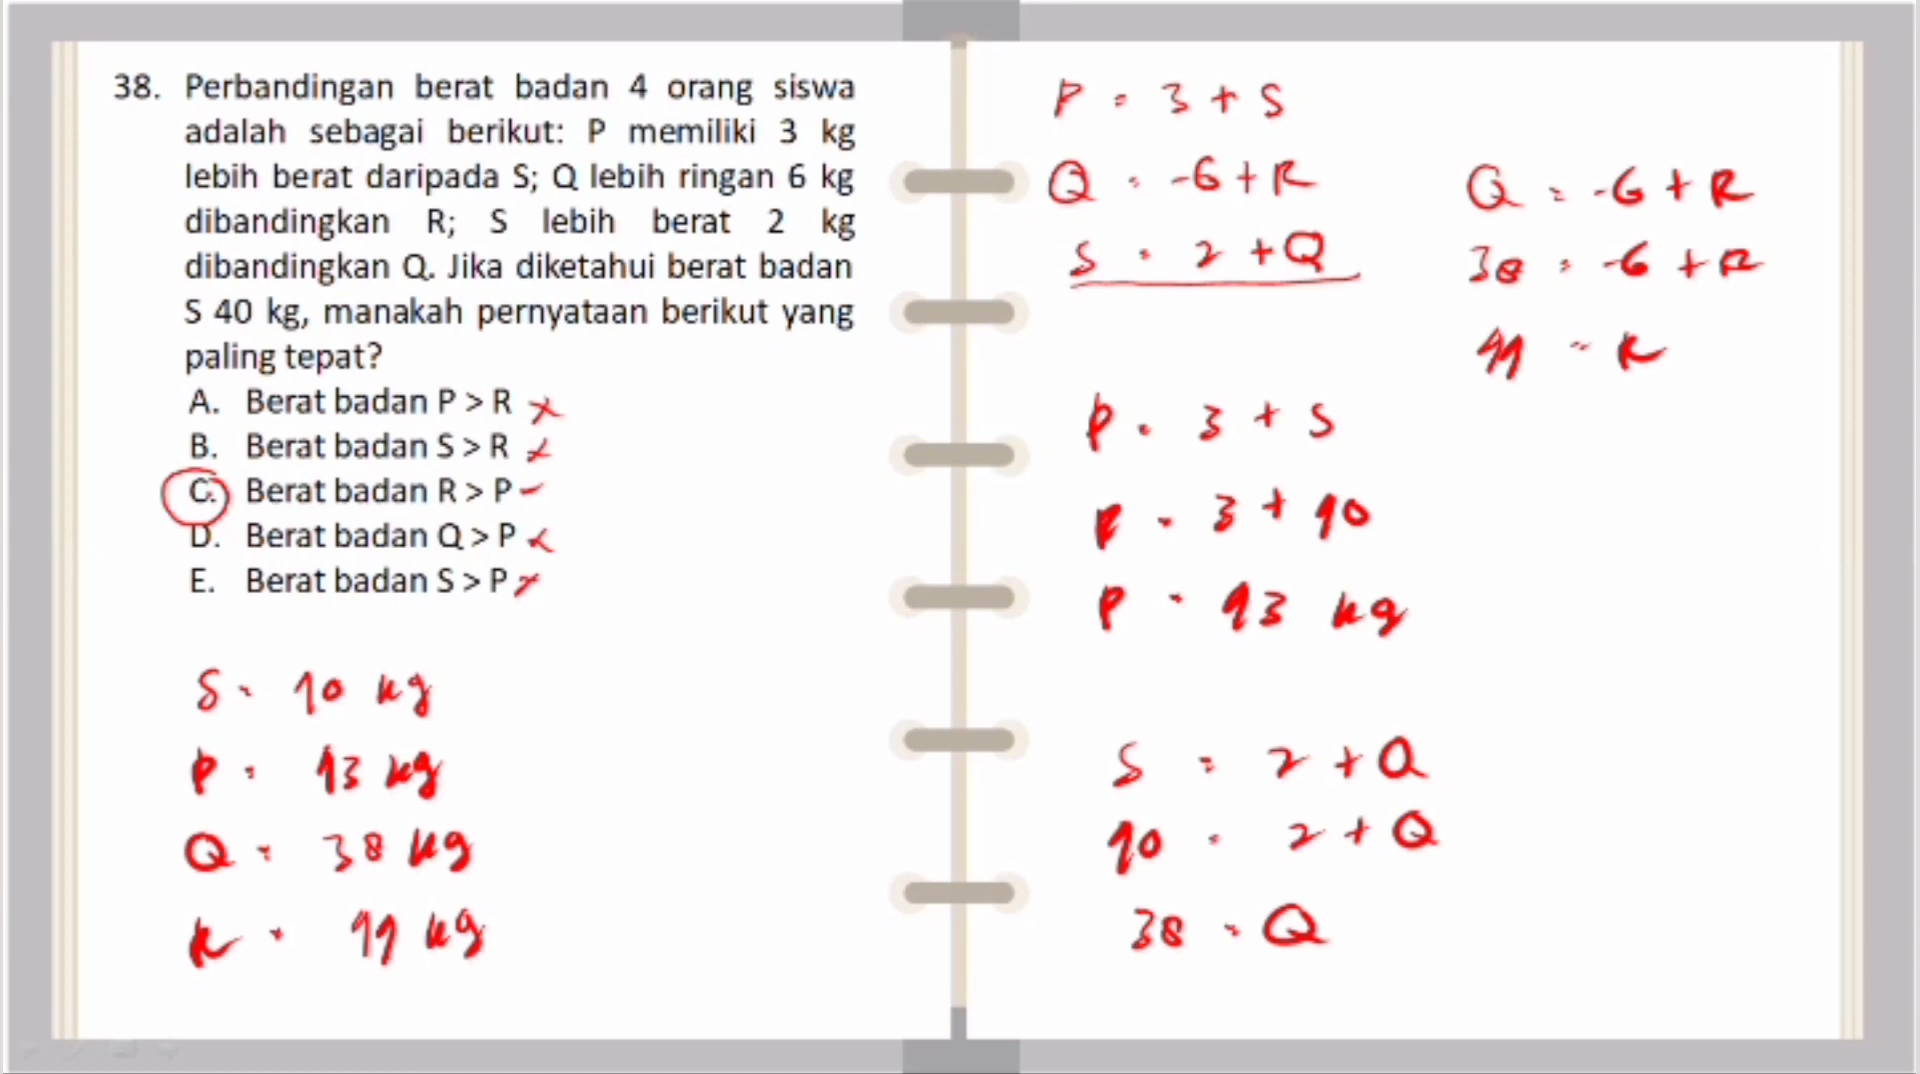 38. Perbandingan berat badan 4 orang siswa
adalah sebagai berikut: P memiliki 3 kg
lebih berat daripada S; Q lebih ringan 6 kg
dibandingkan R; S lebih berat 2 kg
dibandingkan Q. Jika diketahui berat badan
S 40 kg, manakah pernyataan berikut yang
paling tepat?
A. Berat badan P > R
B. Berat badan S > R
C. Berat badan R > P
D. Berat badan Q > P
E. Berat badan S > P
S = 40 kg
P = 43 kg
Q = 38 kg
R = 44 kg
P = 3 + S
Q = -6 + R
S = 2 + Q
Q = -6 + R
38 = -6 + R
44 = R
P = 3 + S
P = 3 + 40
P = 43 kg
S = 2 + Q
40 = 2 + Q
38 = Q